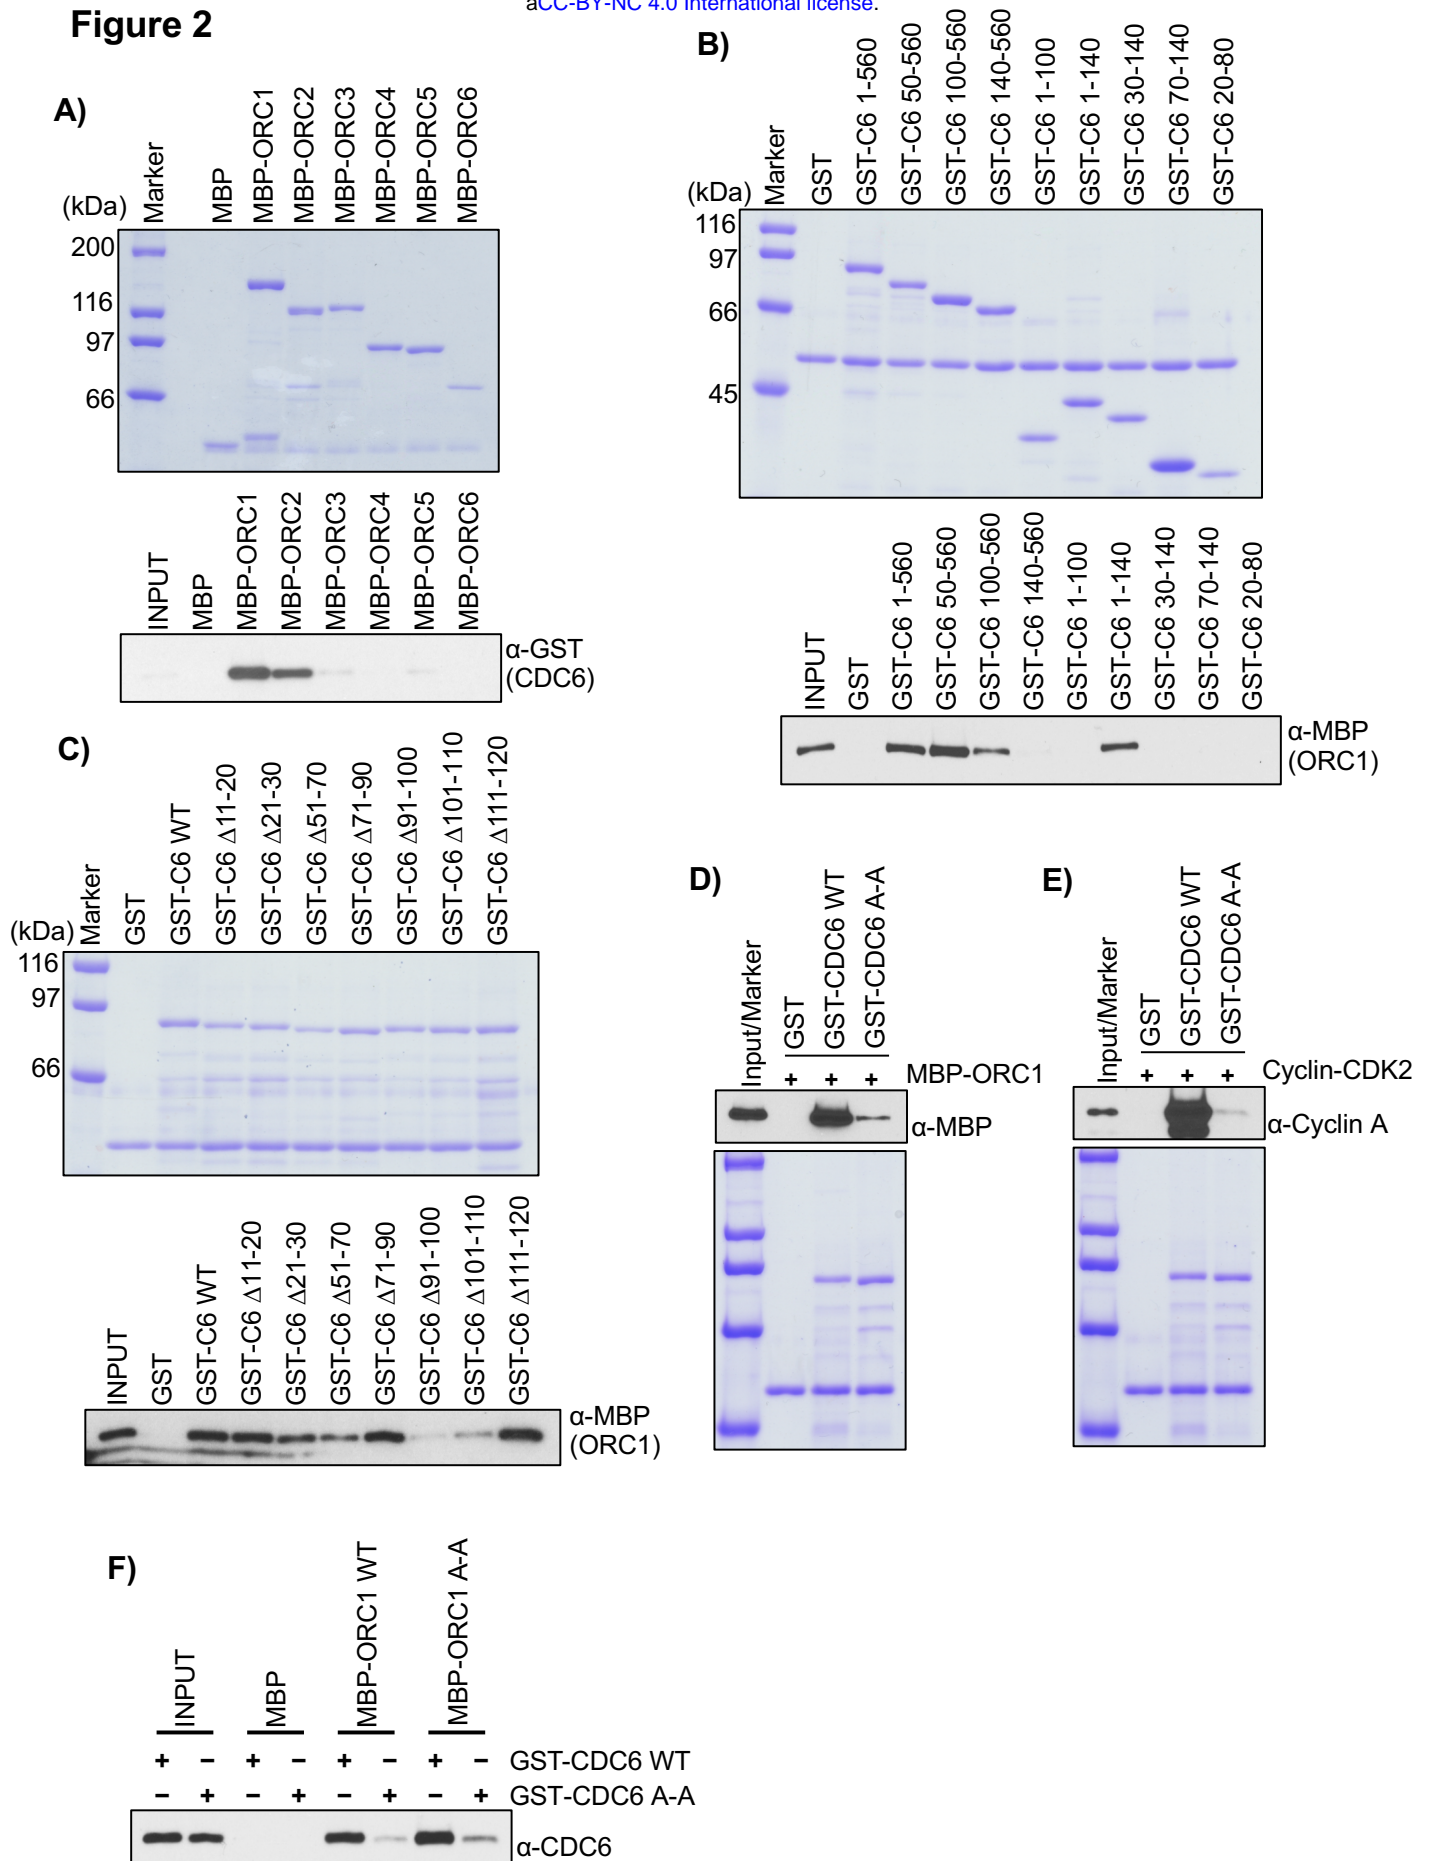 aCC-BY-NC 4.0 International license.
Figure 2
A)
(kDa)
Marker
MBP
MBP-ORC1
MBP-ORC2
MBP-ORC3
MBP-ORC4
MBP-ORC5
MBP-ORC6
200
116
97
66
INPUT
MBP
MBP-ORC1
MBP-ORC2
MBP-ORC3
MBP-ORC4
MBP-ORC5
MBP-ORC6
α-GST
(CDC6)
B)
(kDa)
Marker
GST
GST-C6 1-560
GST-C6 50-560
GST-C6 100-560
GST-C6 140-560
GST-C6 1-100
GST-C6 1-140
GST-C6 30-140
GST-C6 70-140
GST-C6 20-80
116
97
66
45
INPUT
GST
GST-C6 1-560
GST-C6 50-560
GST-C6 100-560
GST-C6 140-560
GST-C6 1-100
GST-C6 1-140
GST-C6 30-140
GST-C6 70-140
GST-C6 20-80
α-MBP
(ORC1)
C)
(kDa)
Marker
GST
GST-C6 WT
GST-C6 Δ11-20
GST-C6 Δ21-30
GST-C6 Δ51-70
GST-C6 Δ71-90
GST-C6 Δ91-100
GST-C6 Δ101-110
GST-C6 Δ111-120
116
97
66
INPUT
GST
GST-C6 WT
GST-C6 Δ11-20
GST-C6 Δ21-30
GST-C6 Δ51-70
GST-C6 Δ71-90
GST-C6 Δ91-100
GST-C6 Δ101-110
GST-C6 Δ111-120
α-MBP
(ORC1)
D)
Input/Marker
GST
GST-CDC6 WT
GST-CDC6 A-A
+ + + MBP-ORC1
α-MBP
E)
Input/Marker
GST
GST-CDC6 WT
GST-CDC6 A-A
+ + + Cyclin-CDK2
α-Cyclin A
F)
INPUT
MBP
MBP-ORC1 WT
MBP-ORC1 A-A
+ − + − + − + − GST-CDC6 WT
− + − + − + − + GST-CDC6 A-A
α-CDC6